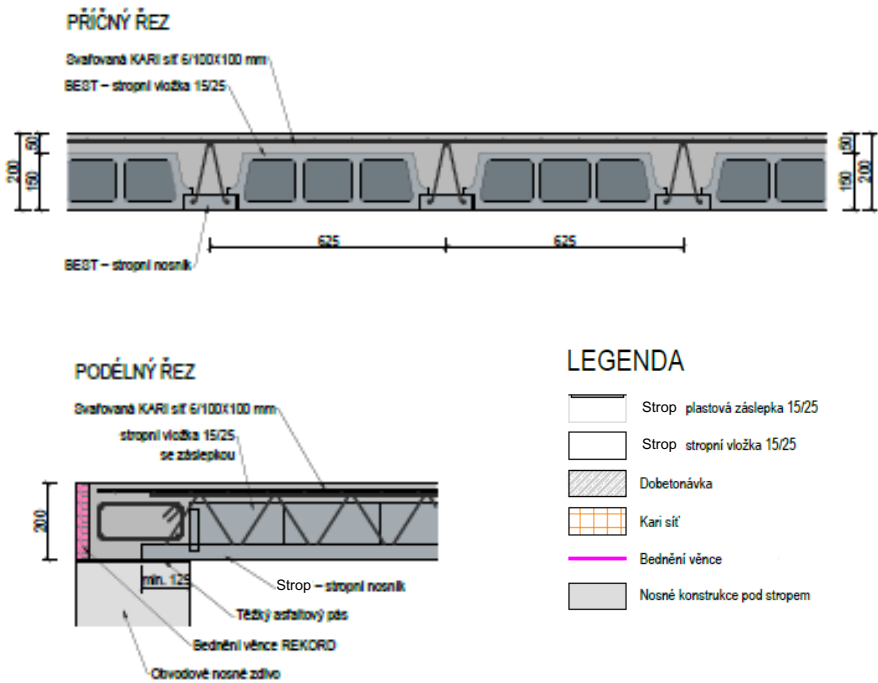 PŘÍČNÝ ŘEZ
Svařovaná KARI síť 6/100X100 mm
BEST – stropní vložka 15/25
200
150
50
50
150
200
625
625
BEST – stropní nosník
PODÉLNÝ ŘEZ
Svařovaná KARI síť 6/100X100 mm
stropní vložka 15/25
se záslepkou
200
min. 125
Strop – stropní nosník
Těžký asfaltový pás
Bednění věnce REKORD
Obvodové nosné zdivo
LEGENDA
Strop plastová záslepka 15/25
Strop stropní vložka 15/25
Dobetonávka
Kari síť
Bednění věnce
Nosné konstrukce pod stropem